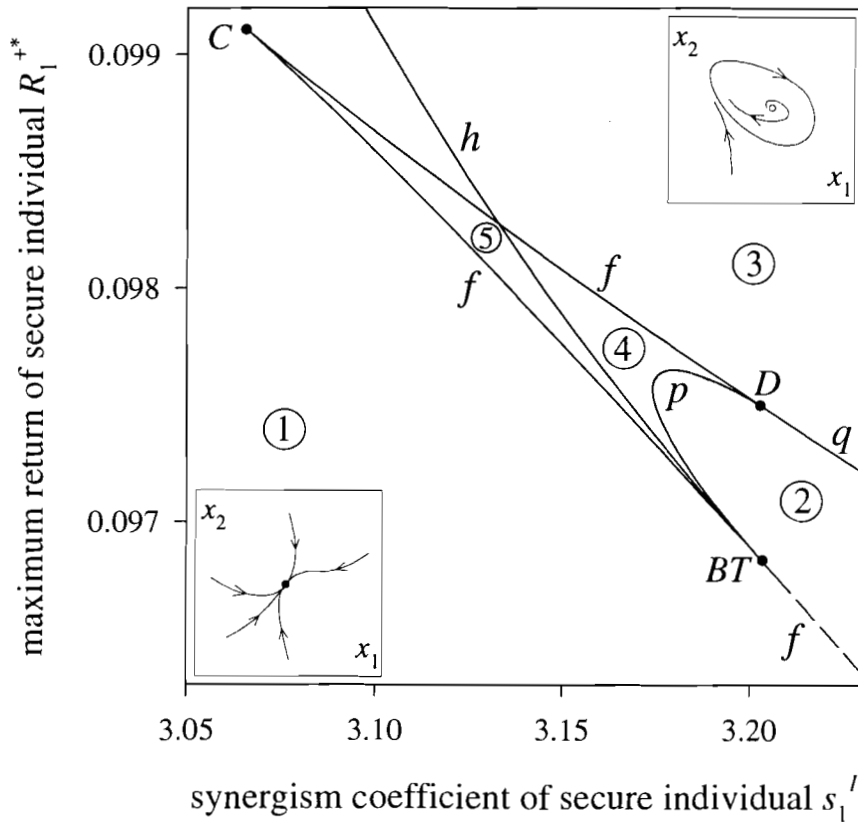 maximum return of secure individual R₁⁺*
0.099
0.098
0.097
C
h
x₂
x₁
5
f
f
3
4
p
D
q
1
2
x₂
x₁
BT
f
3.05
3.10
3.15
3.20
synergism coefficient of secure individual s₁ᴵ